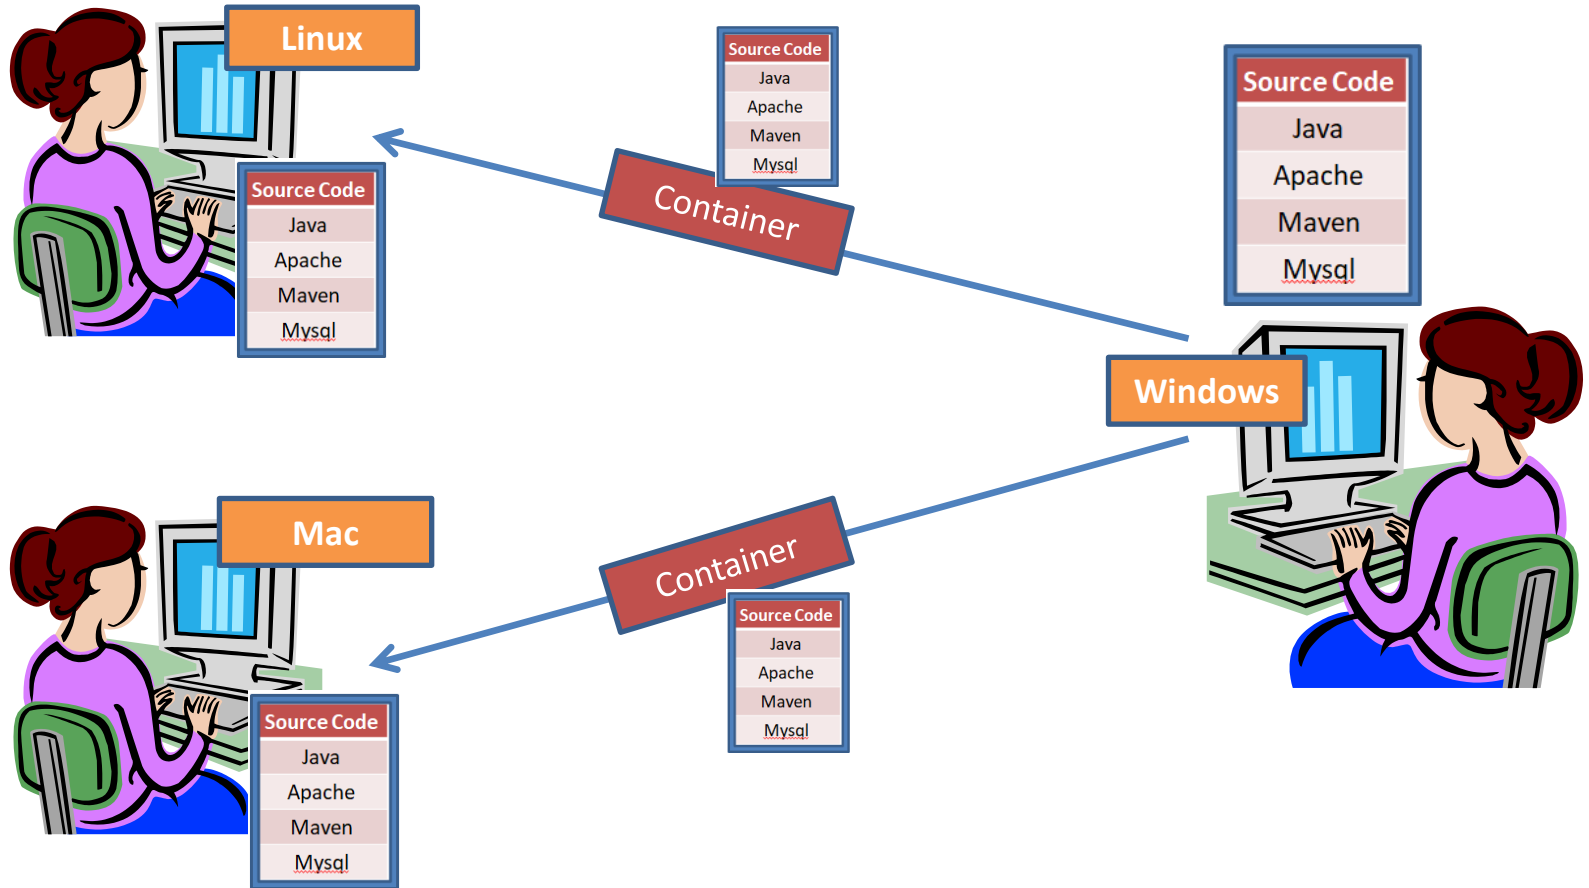 Linux
Source Code
Java
Apache
Maven
Mysql
Source Code
Java
Apache
Maven
Mysql
Container
Source Code
Java
Apache
Maven
Mysql
Windows
Mac
Source Code
Java
Apache
Maven
Mysql
Container
Source Code
Java
Apache
Maven
Mysql